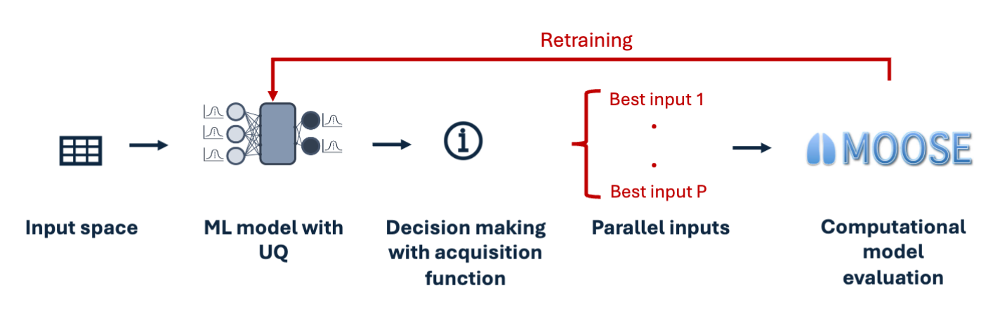 Retraining
Best input 1
.
.
Best input P
MOOSE
Input space
ML model with
UQ
Decision making
with acquisition
function
Parallel inputs
Computational
model
evaluation